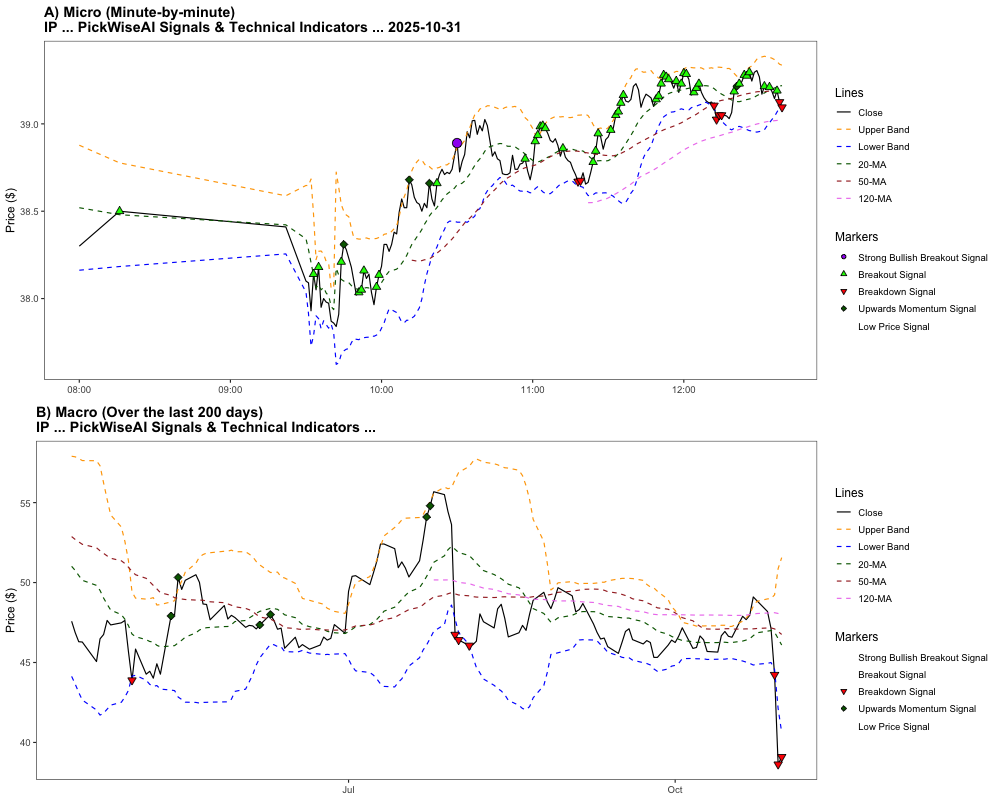 A) Micro (Minute-by-minute)
IP ... PickWiseAI Signals & Technical Indicators ... 2025-10-31
Price ($)
39.0
38.5
38.0
08:00
09:00
10:00
11:00
12:00
Lines
Close
Upper Band
Lower Band
20-MA
50-MA
120-MA
Markers
Strong Bullish Breakout Signal
Breakout Signal
Breakdown Signal
Upwards Momentum Signal
Low Price Signal
B) Macro (Over the last 200 days)
IP ... PickWiseAI Signals & Technical Indicators ...
Price ($)
55
50
45
40
Jul
Oct
Lines
Close
Upper Band
Lower Band
20-MA
50-MA
120-MA
Markers
Strong Bullish Breakout Signal
Breakout Signal
Breakdown Signal
Upwards Momentum Signal
Low Price Signal